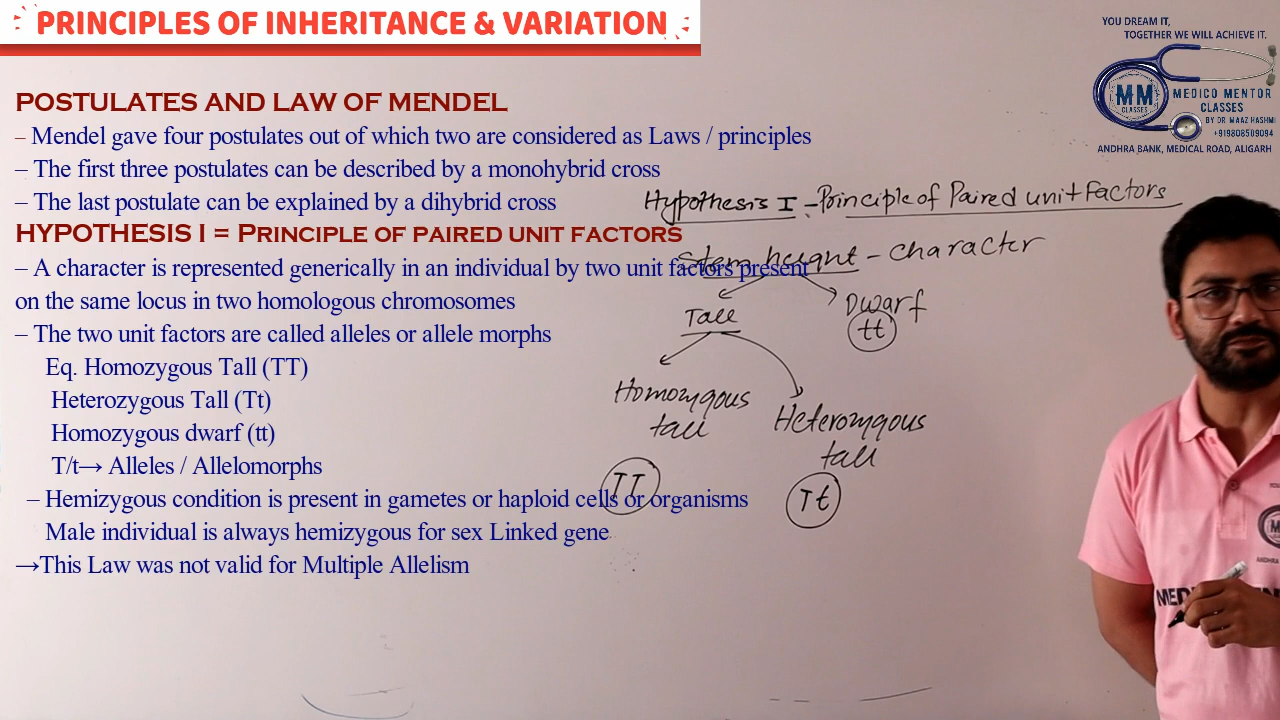 PRINCIPLES OF INHERITANCE & VARIATION
YOU DREAM IT,
TOGETHER WE WILL ACHIEVE IT.
MM
CLASSES
MEDICO MENTOR
CLASSES
BY DR MAAZ HASHMI
+919808509094
ANDHRA BANK, MEDICAL ROAD, ALIGARH
POSTULATES AND LAW OF MENDEL
– Mendel gave four postulates out of which two are considered as Laws / principles
– The first three postulates can be described by a monohybrid cross
– The last postulate can be explained by a dihybrid cross
HYPOTHESIS I = PRINCIPLE OF PAIRED UNIT FACTORS
– A character is represented generically in an individual by two unit factors present
on the same locus in two homologous chromosomes
– The two unit factors are called alleles or allele morphs
Eq. Homozygous Tall (TT)
Heterozygous Tall (Tt)
Homozygous dwarf (tt)
T/t→ Alleles / Allelomorphs
– Hemizygous condition is present in gametes or haploid cells or organisms
Male individual is always hemizygous for sex Linked gene
→This Law was not valid for Multiple Allelism
Hypothesis I - Principle of Paired unit Factors
Stem height - character
Tall
Dwarf
tt
Homozygous
tall
Heterozygous
tall
TT
Tt
MM